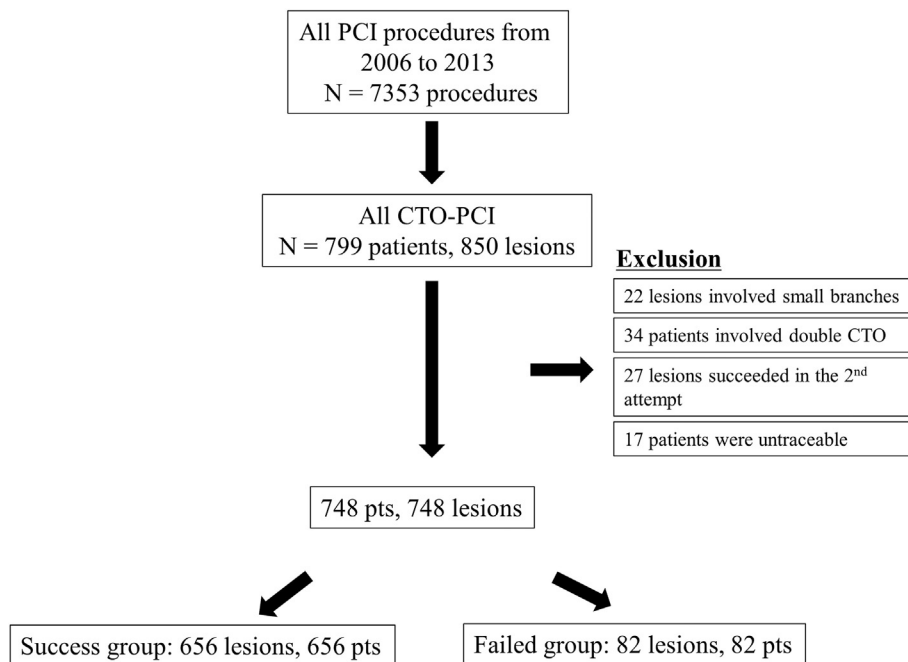 All PCI procedures from
2006 to 2013
N = 7353 procedures
All CTO-PCI
N = 799 patients, 850 lesions
Exclusion
22 lesions involved small branches
34 patients involved double CTO
27 lesions succeeded in the 2nd
attempt
17 patients were untraceable
748 pts, 748 lesions
Success group: 656 lesions, 656 pts
Failed group: 82 lesions, 82 pts